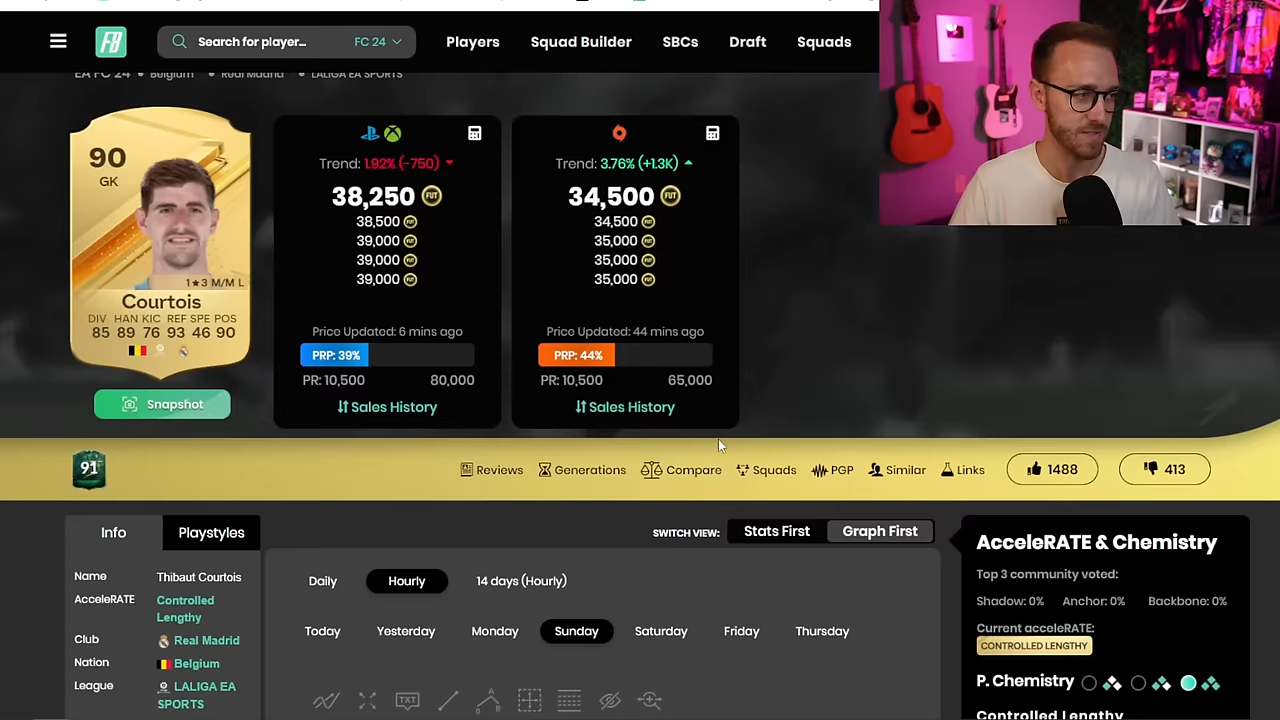 FB
Search for player...
FC 24
Players
Squad Builder
SBCs
Draft
Squads
EA FC 24 • Belgium • Real Madrid • LALIGA EA SPORTS
90
GK
1★3 M/M L
Courtois
DIV HAN KIC REF SPE POS
85 89 76 93 46 90
Snapshot
Trend: 1.92% (-750)
38,250 FUT
38,500
39,000
39,000
39,000
Price Updated: 6 mins ago
PRP: 39%
PR: 10,500 80,000
Sales History
Trend: 3.76% (+1.3K)
34,500 FUT
34,500
35,000
35,000
35,000
Price Updated: 44 mins ago
PRP: 44%
PR: 10,500 65,000
Sales History
91
Reviews
Generations
Compare
Squads
PGP
Similar
Links
1488
413
Info
Playstyles
SWITCH VIEW:
Stats First
Graph First
Name Thibaut Courtois
AcceleRATE Controlled
Lengthy
Club Real Madrid
Nation Belgium
League LALIGA EA
SPORTS
Daily
Hourly
14 days (Hourly)
Today
Yesterday
Monday
Sunday
Saturday
Friday
Thursday
TXT
AcceleRATE & Chemistry
Top 3 community voted:
Shadow: 0% Anchor: 0% Backbone: 0%
Current acceleRATE:
CONTROLLED LENGTHY
P. Chemistry
Controlled Lengthy